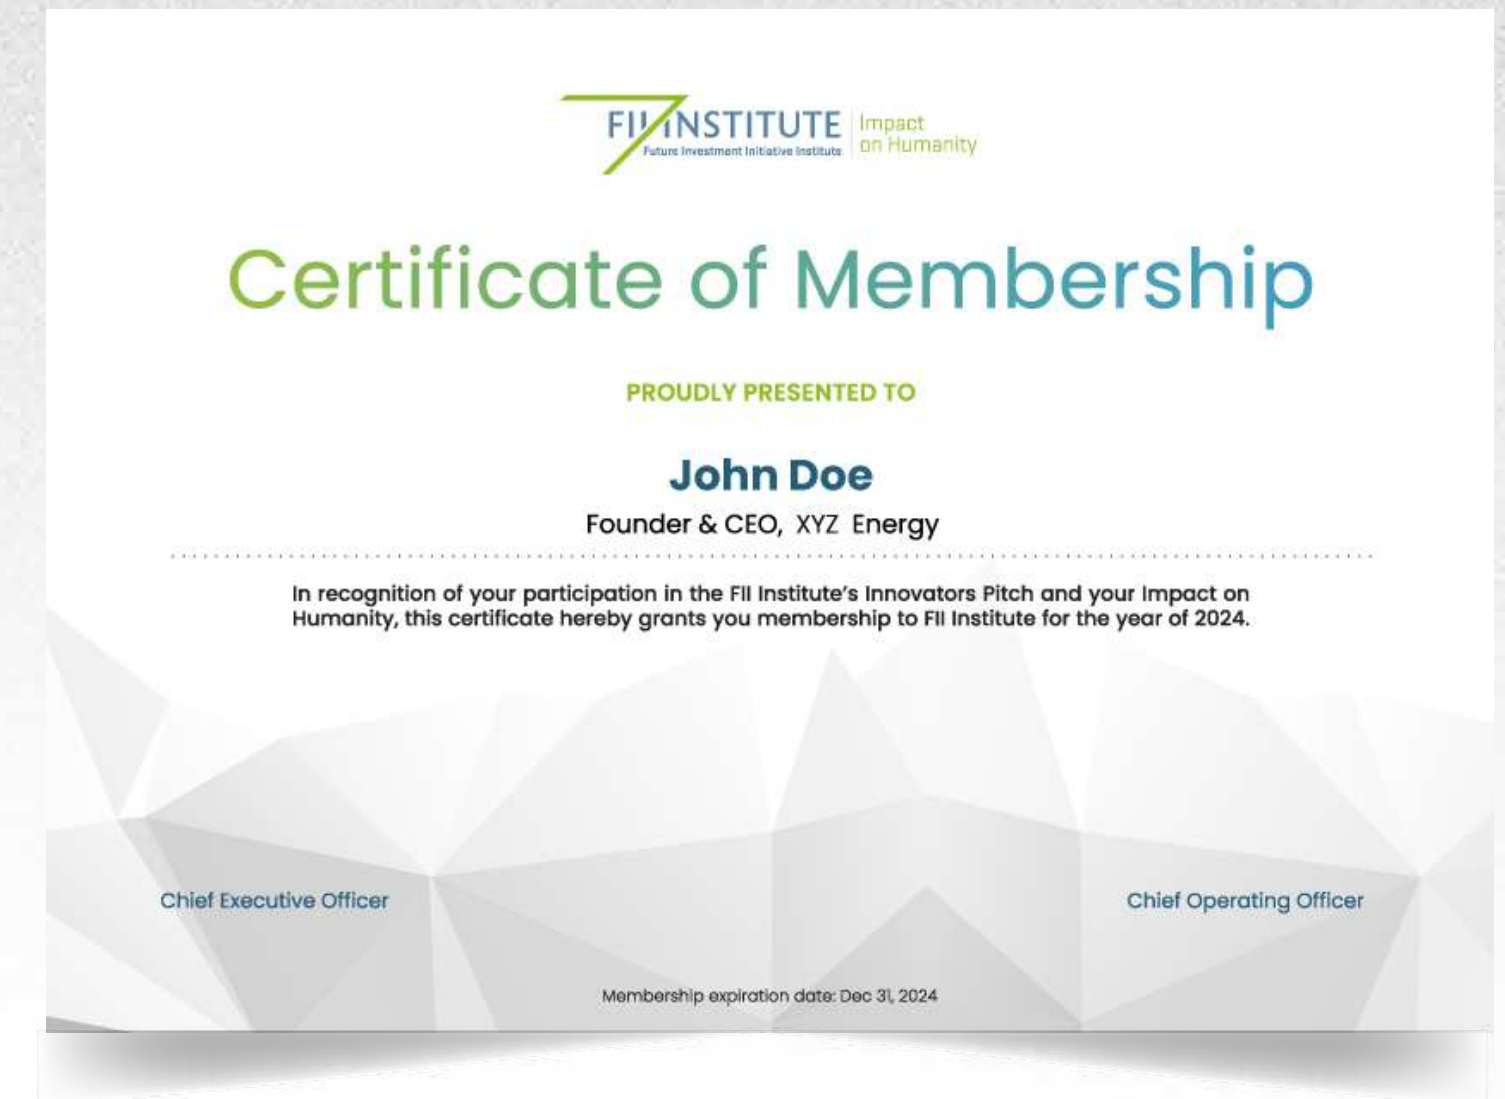 FII INSTITUTE
Future Investment Initiative Institute
Impact
on Humanity
Certificate of Membership
PROUDLY PRESENTED TO
John Doe
Founder & CEO, XYZ Energy
In recognition of your participation in the FII Institute's Innovators Pitch and your Impact on
Humanity, this certificate hereby grants you membership to FII Institute for the year of 2024.
Chief Executive Officer
Chief Operating Officer
Membership expiration date: Dec 31, 2024